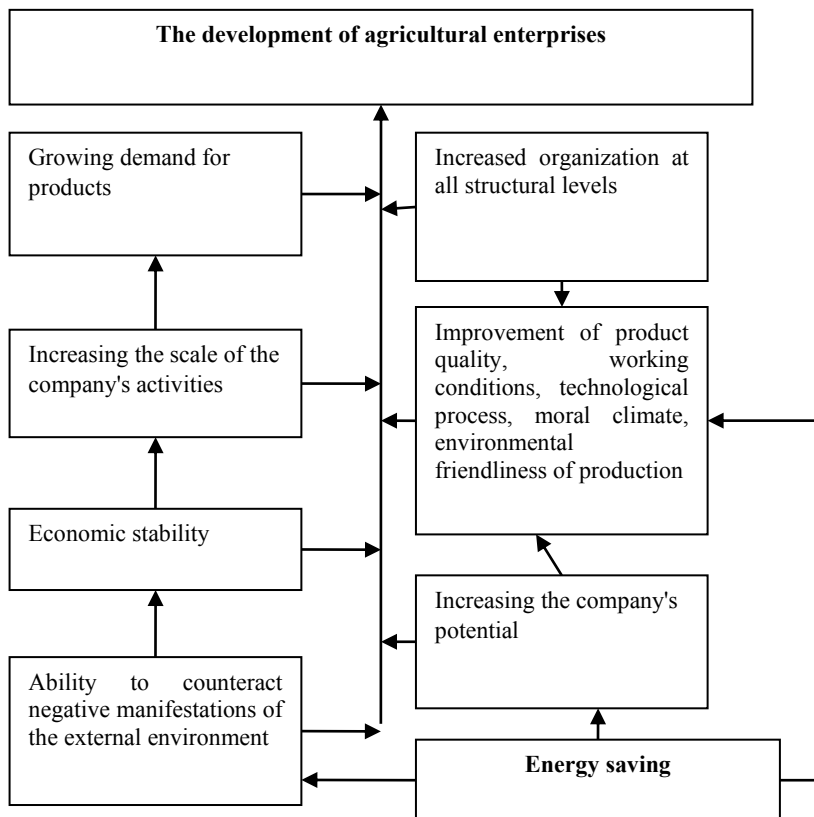 The development of agricultural enterprises
Growing demand for
products
Increased organization at
all structural levels
Increasing the scale of the
company's activities
Improvement of product
quality, working
conditions, technological
process, moral climate,
environmental
friendliness of production
Economic stability
Increasing the company's
potential
Ability to counteract
negative manifestations of
the external environment
Energy saving